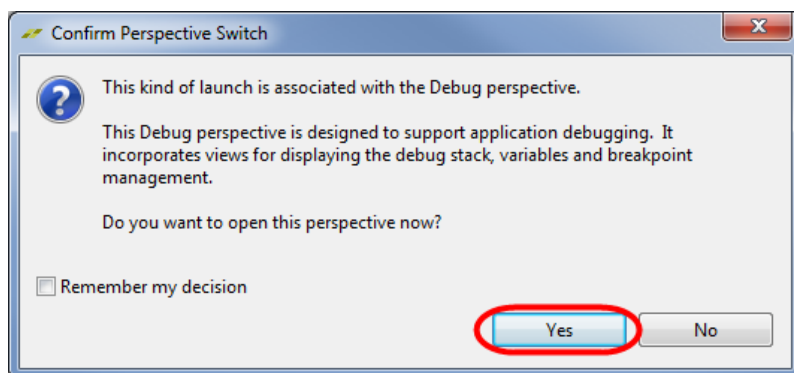 Confirm Perspective Switch
This kind of launch is associated with the Debug perspective.
This Debug perspective is designed to support application debugging. It
incorporates views for displaying the debug stack, variables and breakpoint
management.
Do you want to open this perspective now?
Remember my decision
Yes No